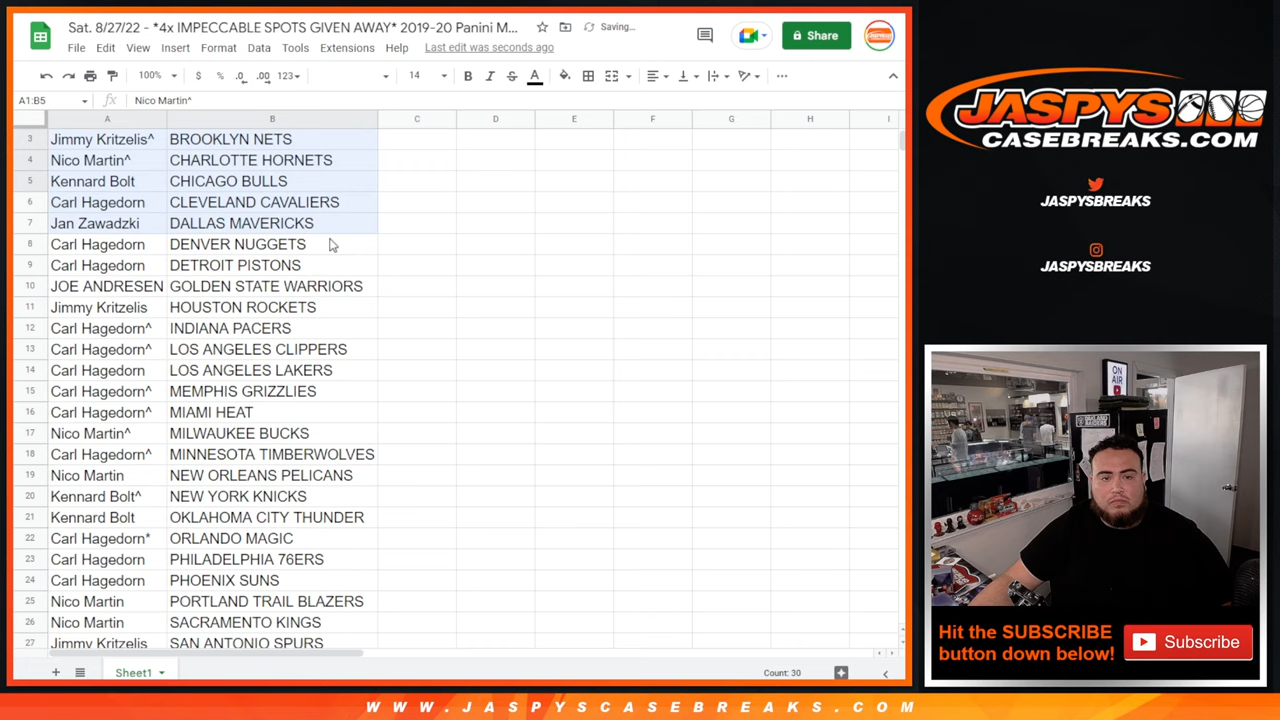 Sat. 8/27/22 - *4x IMPECCABLE SPOTS GIVEN AWAY* 2019-20 Panini M... Saving...
File Edit View Insert Format Data Tools Extensions Help Last edit was seconds ago
Share
100% $ % .0 .00 123 14 B I S A
A1:B5 fx Nico Martin^
A B C D E F G H I
3 Jimmy Kritzelis^ BROOKLYN NETS
4 Nico Martin^ CHARLOTTE HORNETS
5 Kennard Bolt CHICAGO BULLS
6 Carl Hagedorn CLEVELAND CAVALIERS
7 Jan Zawadzki DALLAS MAVERICKS
8 Carl Hagedorn DENVER NUGGETS
9 Carl Hagedorn DETROIT PISTONS
10 JOE ANDRESEN GOLDEN STATE WARRIORS
11 Jimmy Kritzelis HOUSTON ROCKETS
12 Carl Hagedorn^ INDIANA PACERS
13 Carl Hagedorn^ LOS ANGELES CLIPPERS
14 Carl Hagedorn LOS ANGELES LAKERS
15 Carl Hagedorn^ MEMPHIS GRIZZLIES
16 Carl Hagedorn^ MIAMI HEAT
17 Nico Martin^ MILWAUKEE BUCKS
18 Carl Hagedorn^ MINNESOTA TIMBERWOLVES
19 Nico Martin NEW ORLEANS PELICANS
20 Kennard Bolt^ NEW YORK KNICKS
21 Kennard Bolt OKLAHOMA CITY THUNDER
22 Carl Hagedorn* ORLANDO MAGIC
23 Carl Hagedorn PHILADELPHIA 76ERS
24 Carl Hagedorn PHOENIX SUNS
25 Nico Martin PORTLAND TRAIL BLAZERS
26 Nico Martin SACRAMENTO KINGS
27 Jimmy Kritzelis SAN ANTONIO SPURS
Sheet1 Count: 30
JASPYS
CASEBREAKS.COM
JASPYSBREAKS
JASPYSBREAKS
ON
AIR
Hit the SUBSCRIBE
button down below!
Subscribe
WWW.JASPYSCASEBREAKS.COM